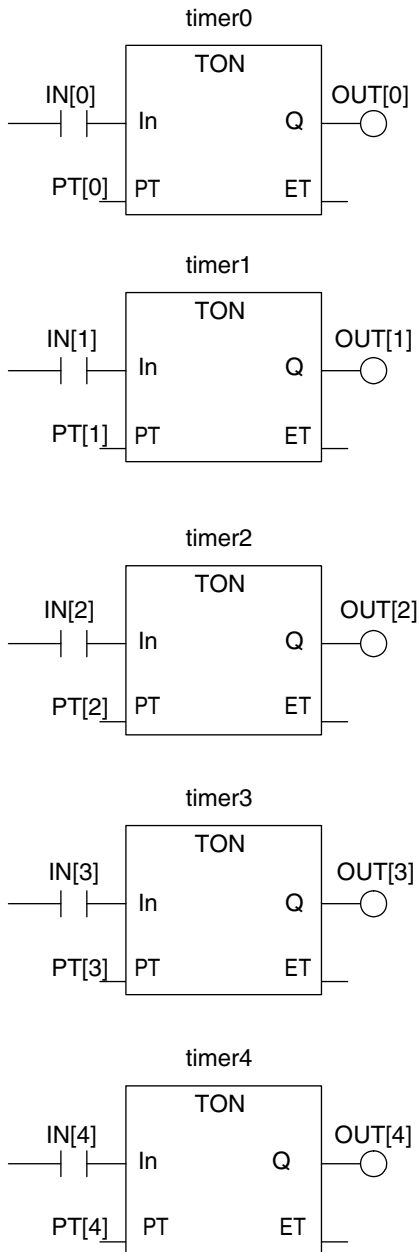 timer0
TON
IN[0] OUT[0]
In Q
PT[0] PT ET
timer1
TON
IN[1] OUT[1]
In Q
PT[1] PT ET
timer2
TON
IN[2] OUT[2]
In Q
PT[2] PT ET
timer3
TON
IN[3] OUT[3]
In Q
PT[3] PT ET
timer4
TON
IN[4] OUT[4]
In Q
PT[4] PT ET